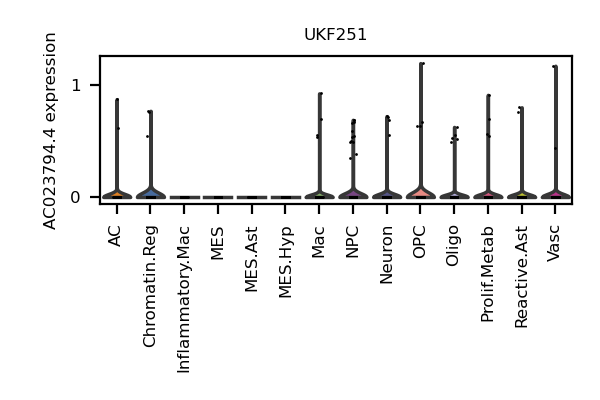 UKF251
AC023794.4 expression
1
0
AC
Chromatin.Reg
Inflammatory.Mac
MES
MES.Ast
MES.Hyp
Mac
NPC
Neuron
OPC
Oligo
Prolif.Metab
Reactive.Ast
Vasc